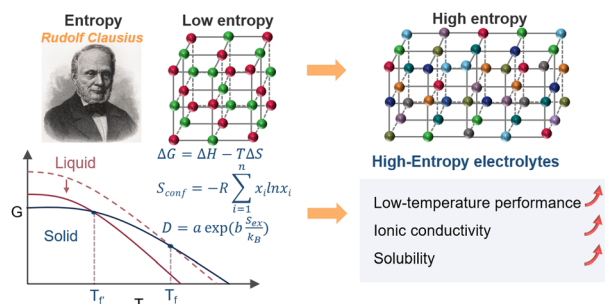 Entropy
Rudolf Clausius
Low entropy
High entropy
ΔG = ΔH − TΔS
S_conf = −R ∑_{i=1}^{n} x_i ln x_i
D = a exp(b S_ex/k_B)
High-Entropy electrolytes
Low-temperature performance
Ionic conductivity
Solubility
Liquid
G
Solid
T_f'
T_f